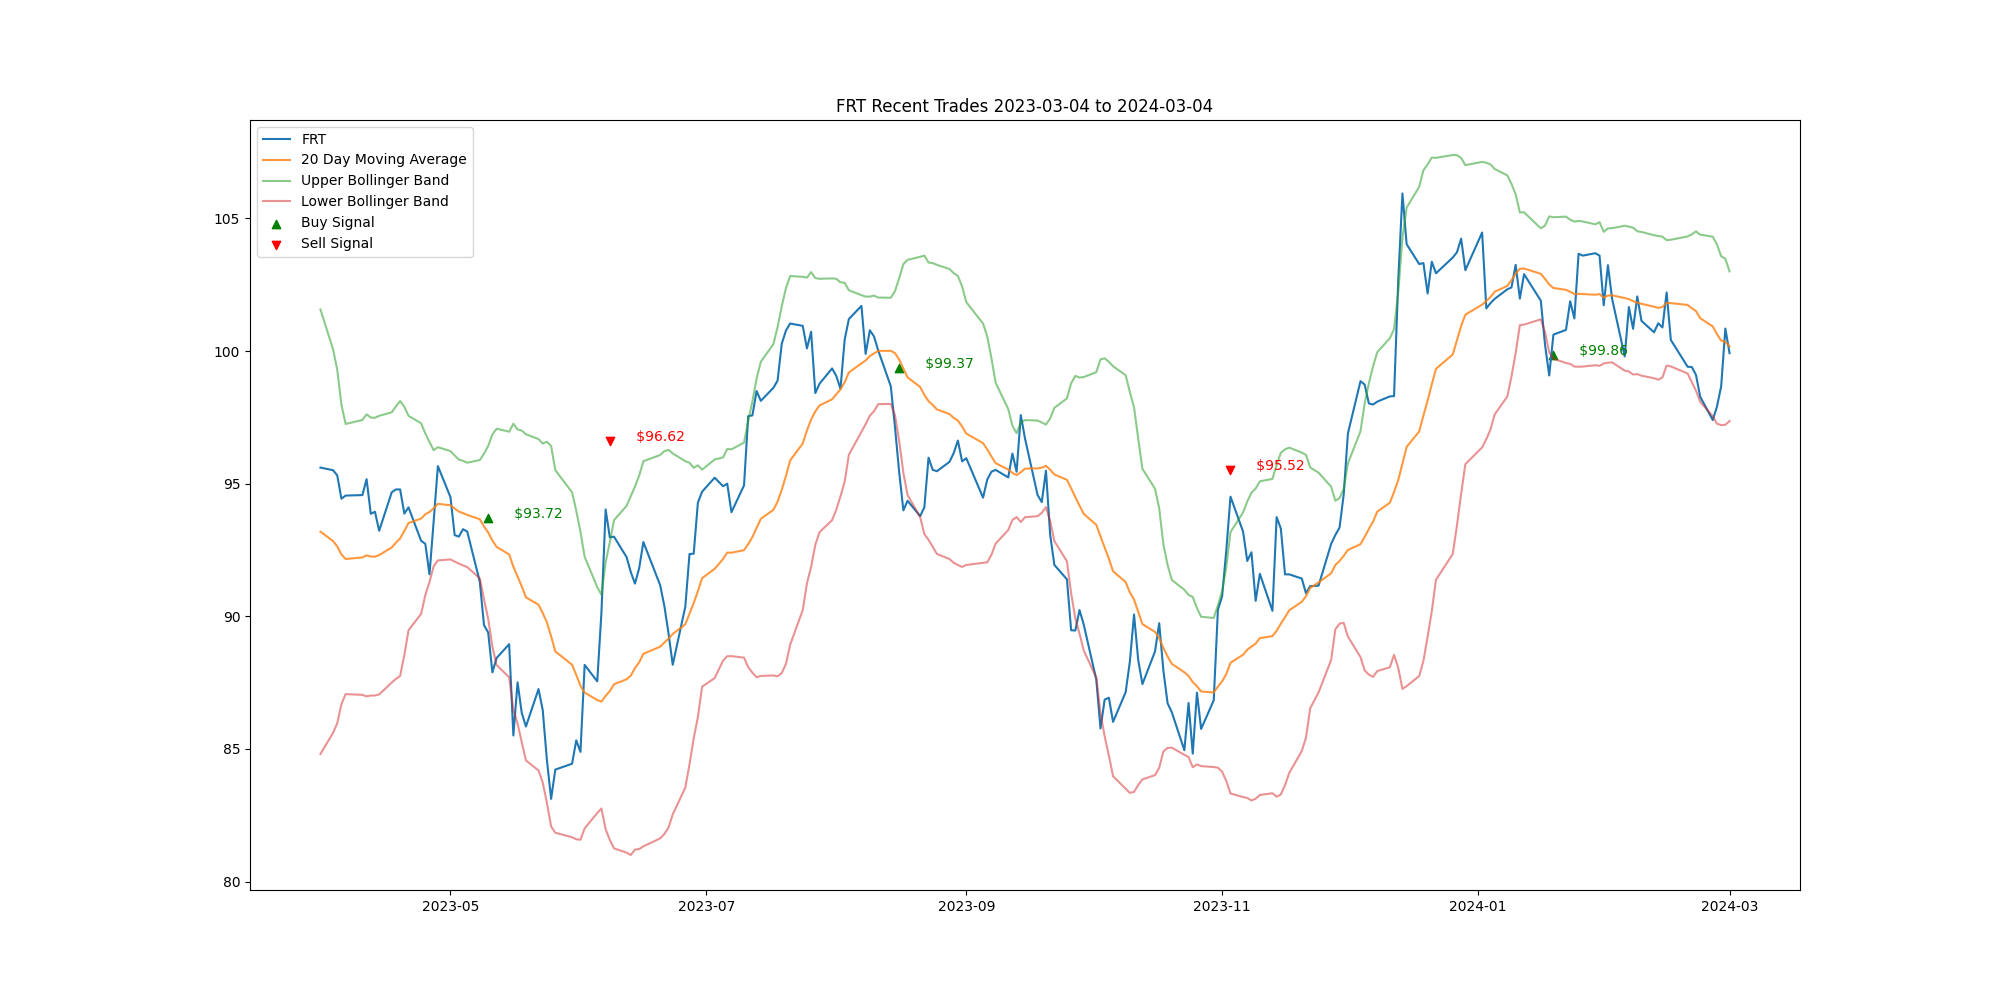 FRT Recent Trades 2023-03-04 to 2024-03-04
FRT
20 Day Moving Average
Upper Bollinger Band
Lower Bollinger Band
Buy Signal
Sell Signal
105
100
95
90
85
80
$93.72
$96.62
$99.37
$95.52
$99.86
2023-05
2023-07
2023-09
2023-11
2024-01
2024-03